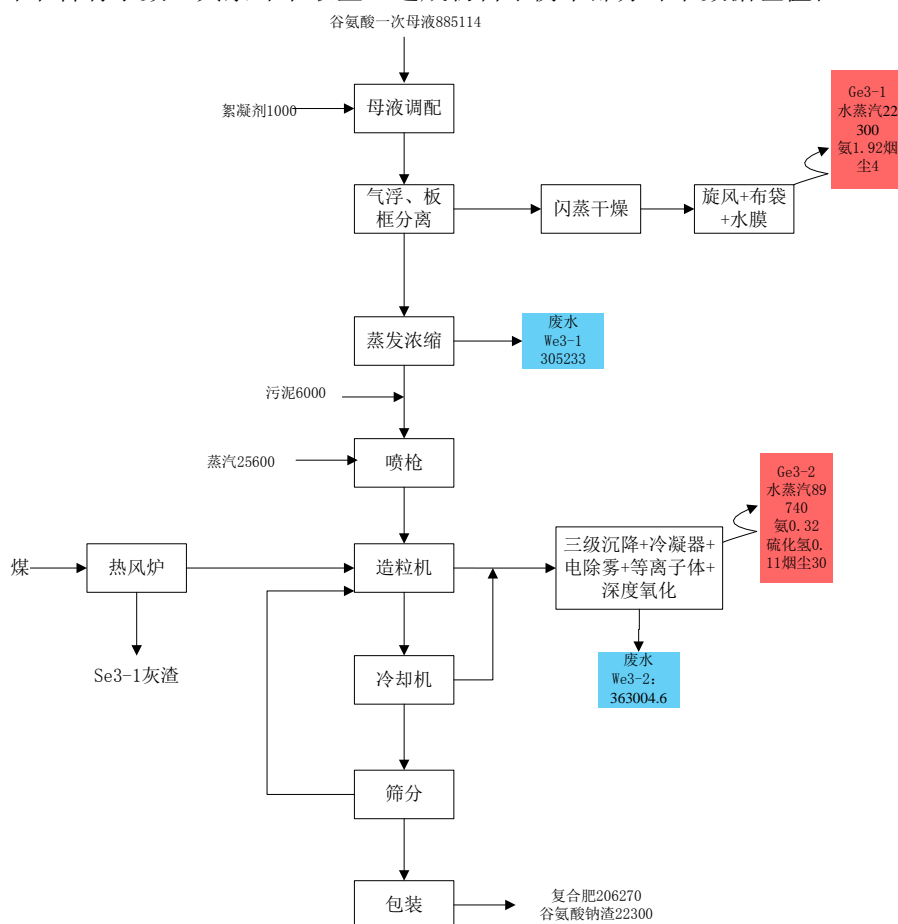 谷氨酸一次母液885114
絮凝剂1000
母液调配
Ge3-1
水蒸汽22
300
氨1.92烟
尘4
气浮、板
框分离
闪蒸干燥
旋风+布袋
+水膜
蒸发浓缩
废水
We3-1
305233
污泥6000
蒸汽25600
喷枪
Ge3-2
水蒸汽89
740
氨0.32
硫化氢0.
11烟尘30
煤
热风炉
造粒机
三级沉降+冷凝器+
电除雾+等离子体+
深度氧化
Se3-1灰渣
冷却机
废水
We3-2:
363004.6
筛分
包装
复合肥206270
谷氨酸钠渣22300